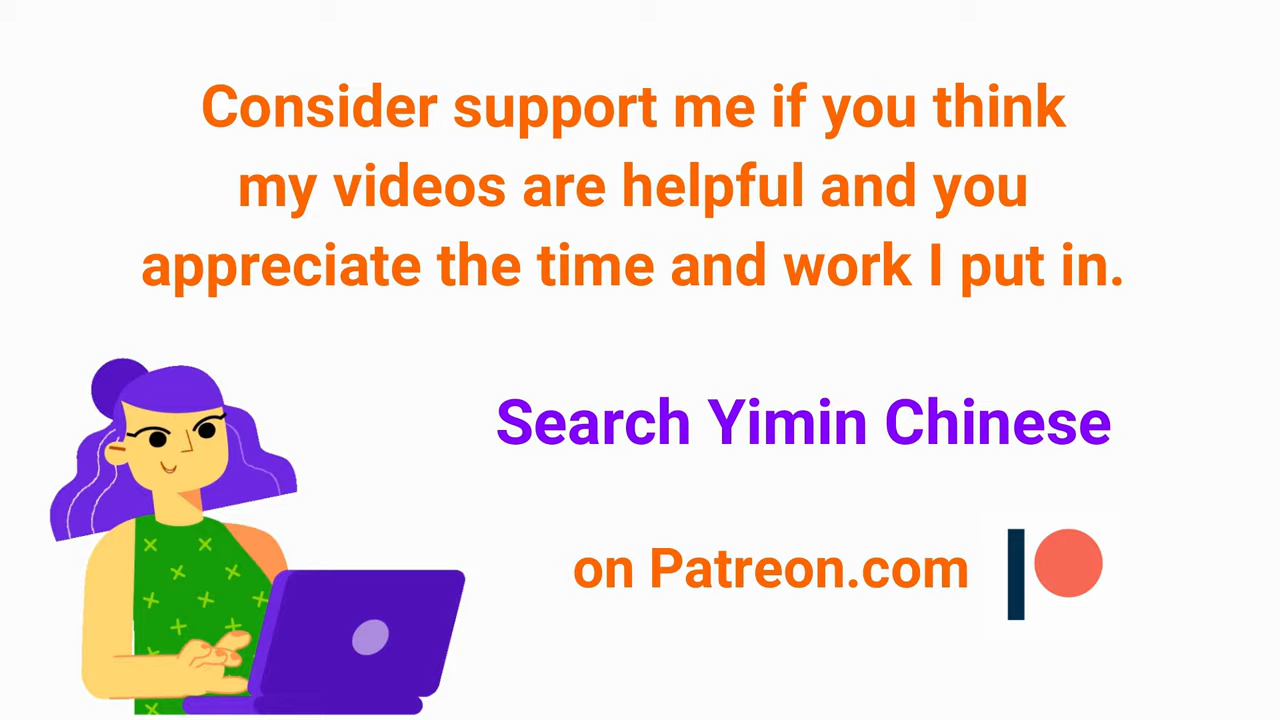 Consider support me if you think
my videos are helpful and you
appreciate the time and work I put in.
Search Yimin Chinese
on Patreon.com